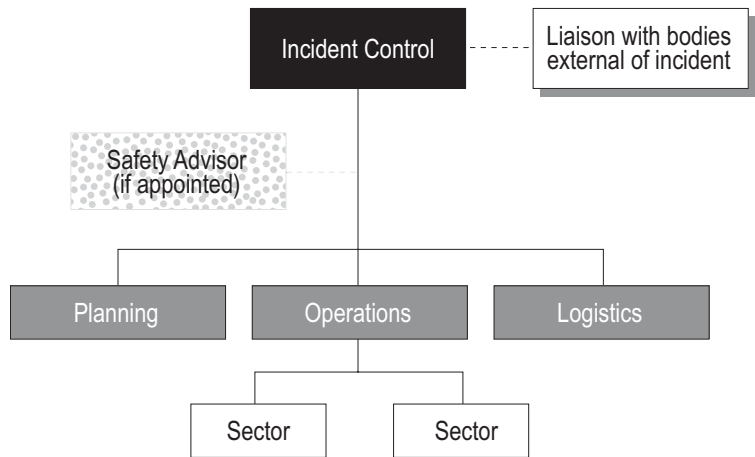 Incident Control
Liaison with bodies
external of incident
Safety Advisor
(if appointed)
Planning
Operations
Logistics
Sector
Sector